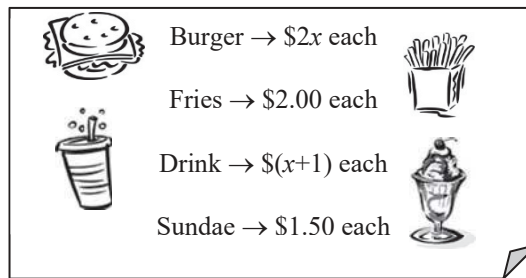 Burger → $2x each
Fries → $2.00 each
Drink → $(x+1) each
Sundae → $1.50 each